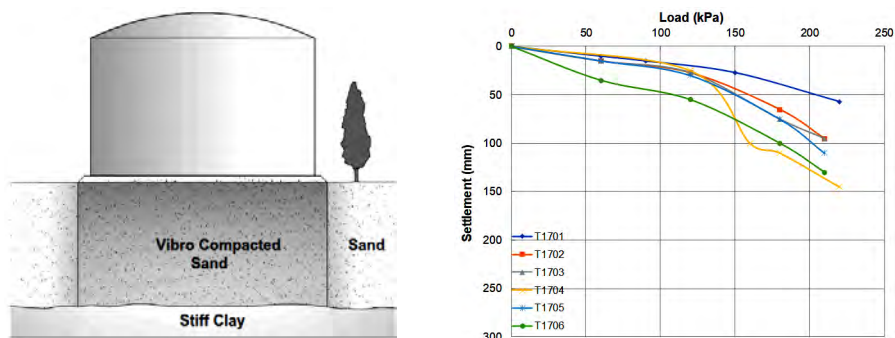 Vibro Compacted
Sand
Sand
Stiff Clay
Load (kPa)
0 50 100 150 200 250
0
50
100
150
200
250
300
Settlement (mm)
T1701
T1702
T1703
T1704
T1705
T1706